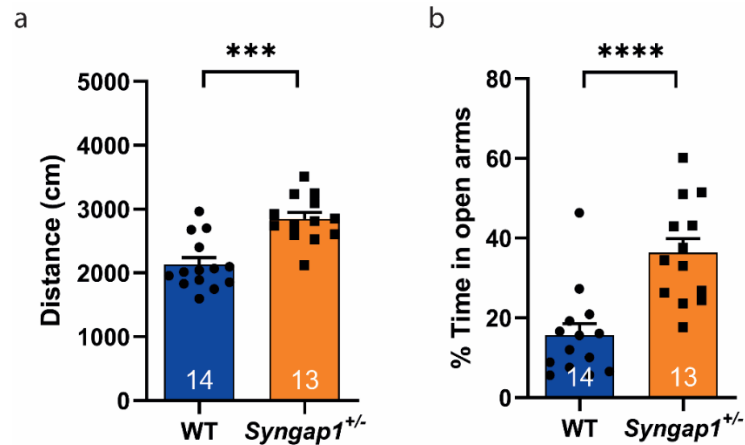 a
***
Distance (cm)
5000
4000
3000
2000
1000
0
14
13
WT
Syngap1+/-
b
****
% Time in open arms
80
60
40
20
0
14
13
WT
Syngap1+/-